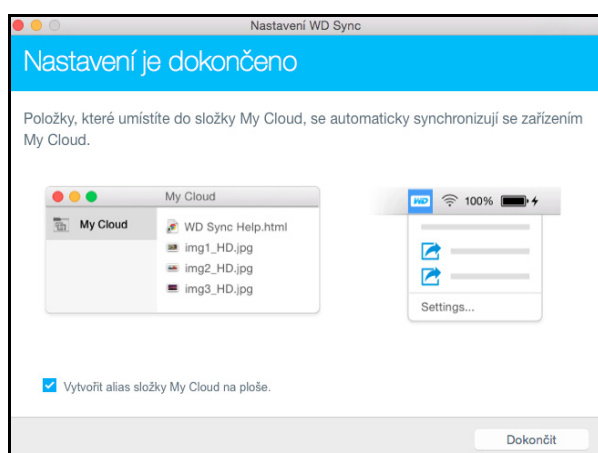 Nastavení WD Sync
Nastavení je dokončeno
Položky, které umístíte do složky My Cloud, se automaticky synchronizují se zařízením
My Cloud.
My Cloud
My Cloud
WD Sync Help.html
img1_HD.jpg
img2_HD.jpg
img3_HD.jpg
WD 100%
Settings...
Vytvořit alias složky My Cloud na ploše.
Dokončit